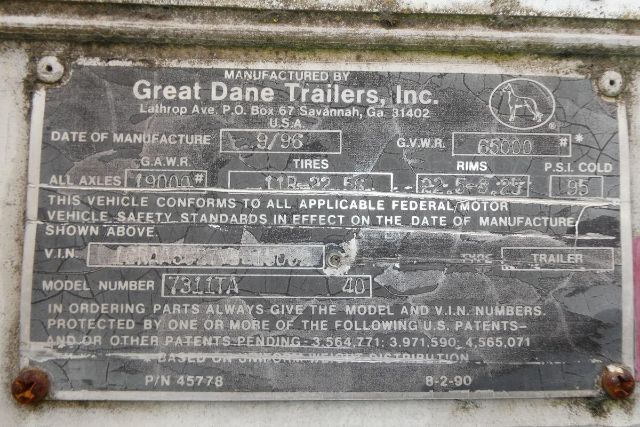 MANUFACTURED BY
Great Dane Trailers, Inc.
Lathrop Ave. P.O. Box 67 Savannah, Ga. 31402
U.S.A.
DATE OF MANUFACTURE 9/96 G.V.W.R. 65000# *
G.A.W.R. TIRES RIMS P.S.I. COLD
ALL AXLES 19000# 11R-22.5G 22.5-8.25 95
THIS VEHICLE CONFORMS TO ALL APPLICABLE FEDERAL MOTOR
VEHICLE SAFETY STANDARDS IN EFFECT ON THE DATE OF MANUFACTURE
SHOWN ABOVE.
V.I.N. TYPE TRAILER
MODEL NUMBER 7311TA 40
IN ORDERING PARTS ALWAYS GIVE THE MODEL AND V.I.N. NUMBERS.
PROTECTED BY ONE OR MORE OF THE FOLLOWING U.S. PATENTS-
AND OR OTHER PATENTS PENDING - 3,564,771; 3,971,590; 4,565,071
BASED ON UNIFORM WEIGHT DISTRIBUTION
P/N 45778 8-2-90